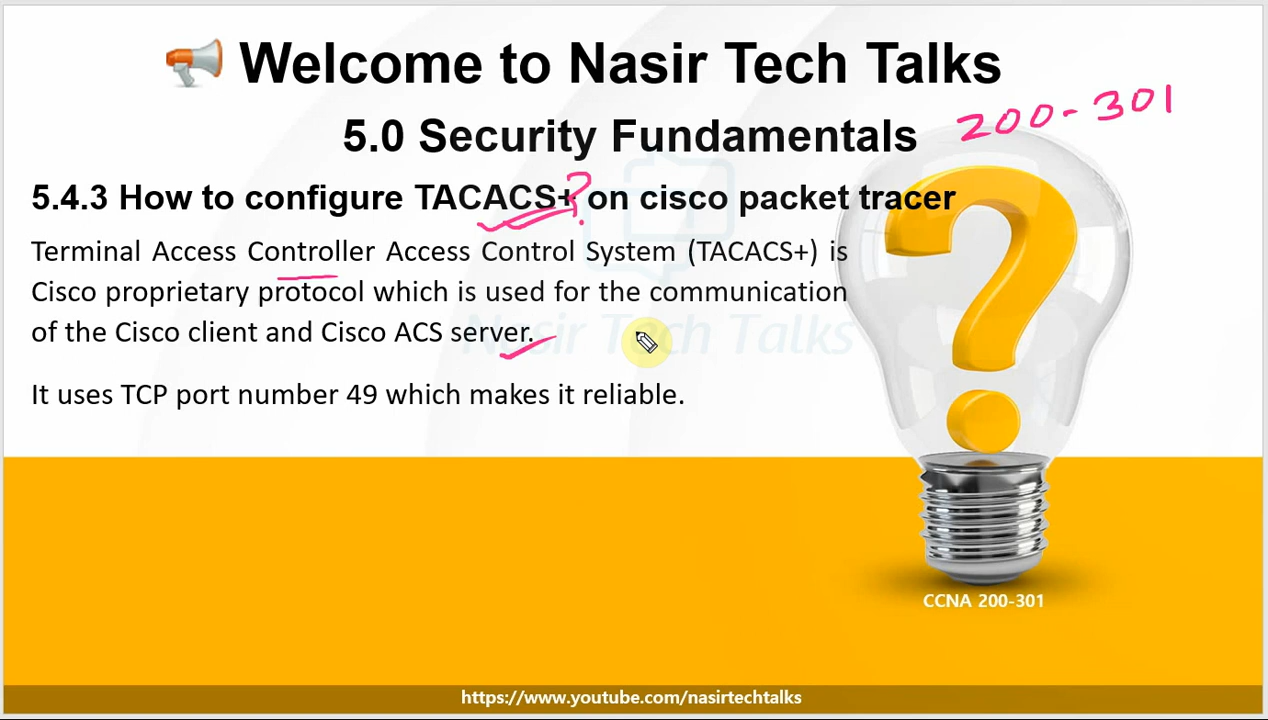 Welcome to Nasir Tech Talks
200-301
5.0 Security Fundamentals
5.4.3 How to configure TACACS+? on cisco packet tracer
Terminal Access Controller Access Control System (TACACS+) is
Cisco proprietary protocol which is used for the communication
of the Cisco client and Cisco ACS server.
Nasir Tech Talks
It uses TCP port number 49 which makes it reliable.
CCNA 200-301
https://www.youtube.com/nasirtechtalks